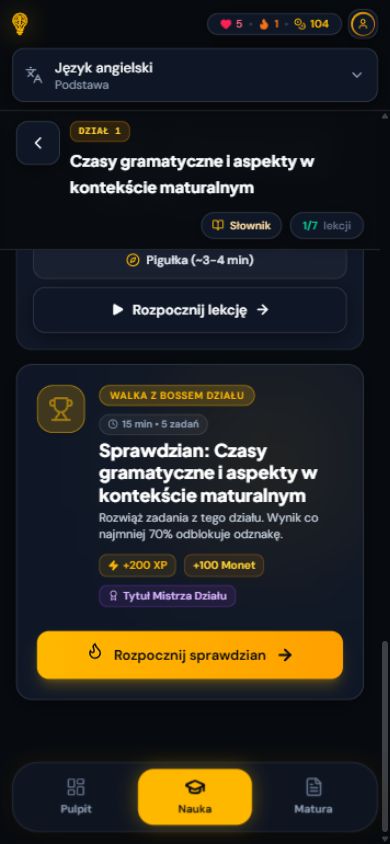 5 · 1 · 104
Język angielski
Podstawa
DZIAŁ 1
Czasy gramatyczne i aspekty w
kontekście maturalnym
Słownik
1/7 lekcji
Pigułka (~3-4 min)
Rozpocznij lekcję →
WALKA Z BOSSEM DZIAŁU
15 min • 5 zadań
Sprawdzian: Czasy
gramatyczne i aspekty w
kontekście maturalnym
Rozwiąż zadania z tego działu. Wynik co
najmniej 70% odblokuje odznakę.
+200 XP
+100 Monet
Tytuł Mistrza Działu
Rozpocznij sprawdzian →
Pulpit
Nauka
Matura